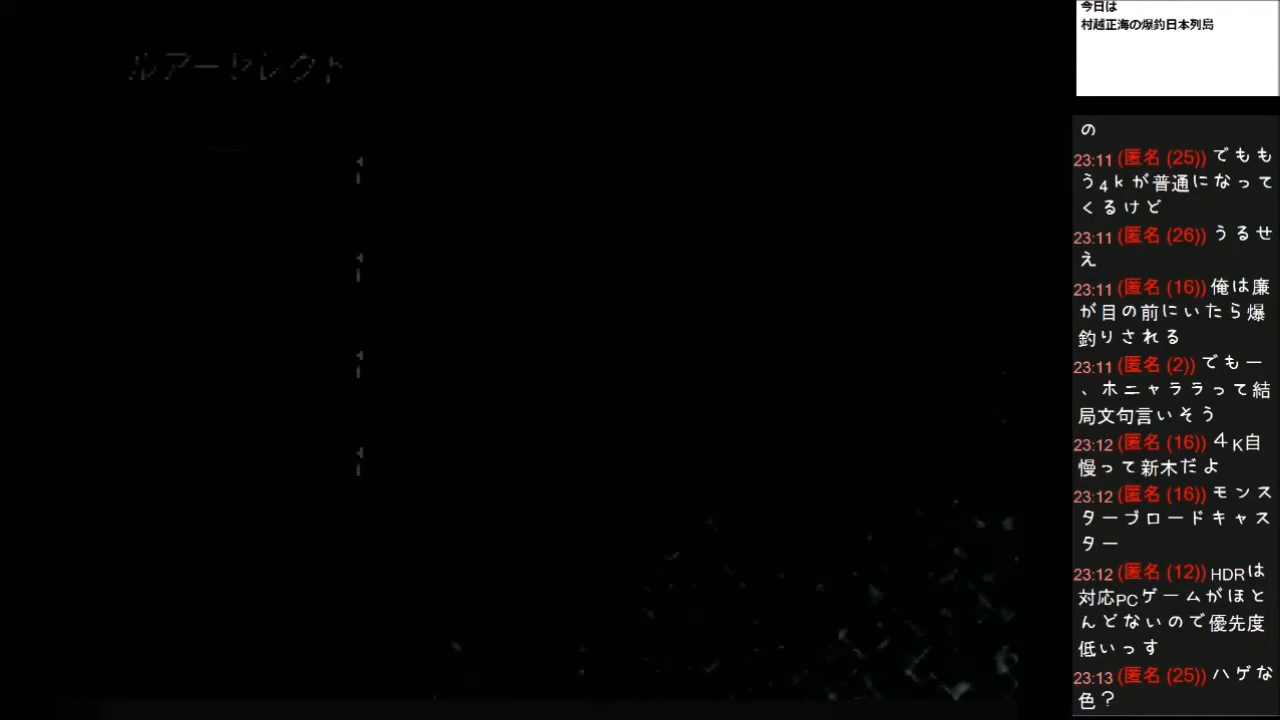 ルアーセレクト
今日は
村越正海の爆釣日本列島
の
23:11 (匿名 (25)) でもも
う4kが普通になって
くるけど
23:11 (匿名 (26)) うるせ
え
23:11 (匿名 (16)) 俺は廉
が目の前にいたら爆
釣りされる
23:11 (匿名 (2)) でもー
、ホニャララって結
局文句言いそう
23:12 (匿名 (16)) 4K自
慢って新木だよ
23:12 (匿名 (16)) モンス
ターブロードキャス
ター
23:12 (匿名 (12)) HDRは
対応PCゲームがほと
んどないので優先度
低いっす
23:13 (匿名 (25)) ハゲな
色?